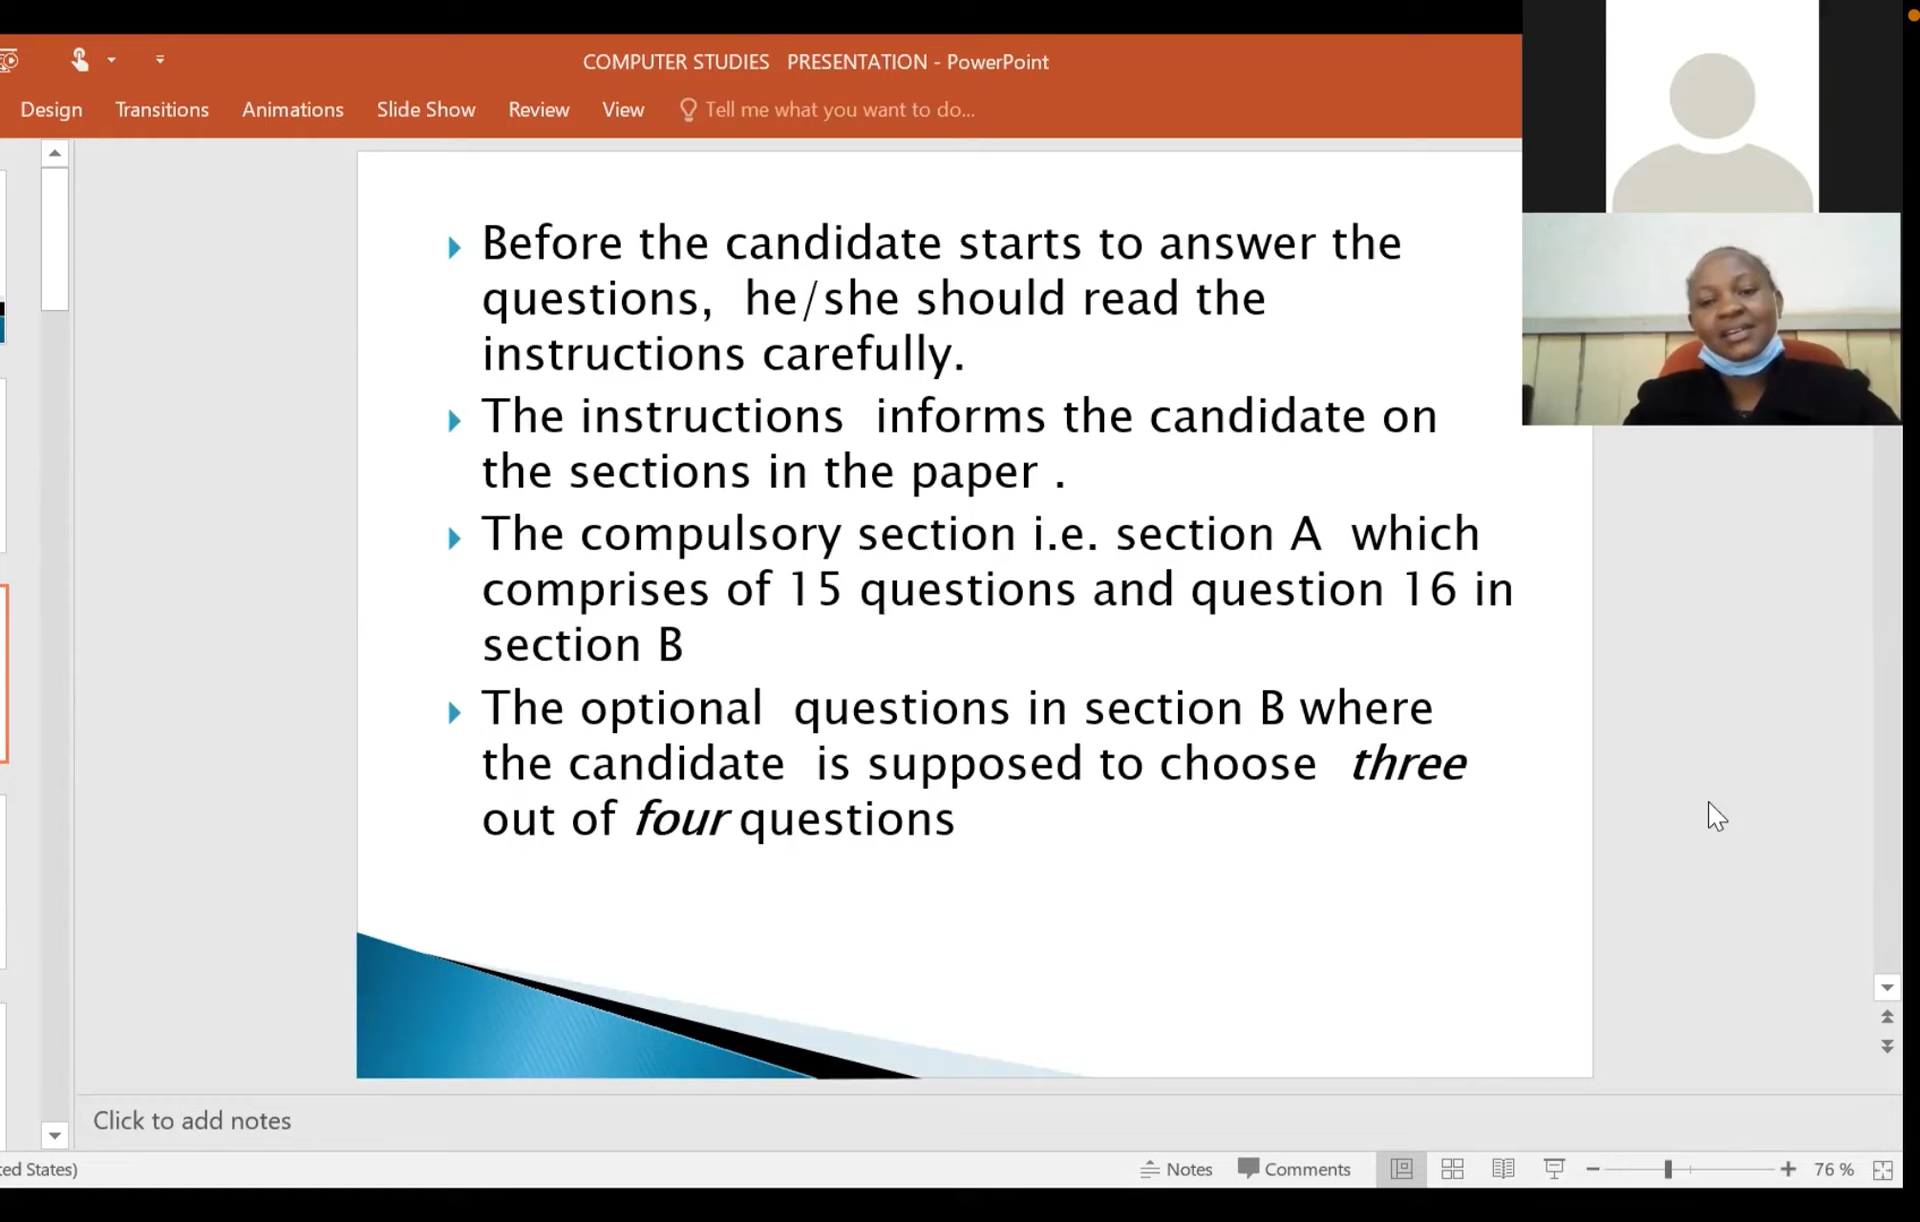 COMPUTER STUDIES PRESENTATION - PowerPoint
Design Transitions Animations Slide Show Review View Tell me what you want to do...
Before the candidate starts to answer the
questions, he/she should read the
instructions carefully.
The instructions informs the candidate on
the sections in the paper .
The compulsory section i.e. section A which
comprises of 15 questions and question 16 in
section B
The optional questions in section B where
the candidate is supposed to choose three
out of four questions
Click to add notes
ted States) Notes Comments 76 %